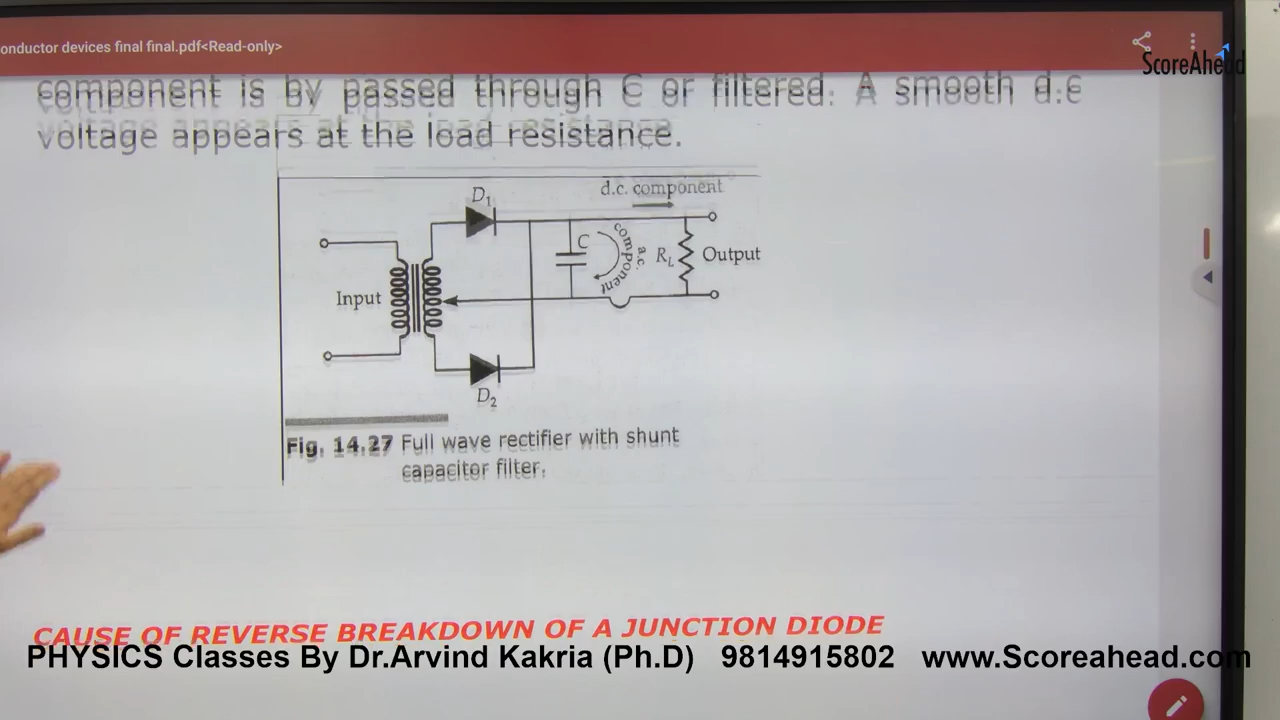 onductor devices final final.pdf<Read-only>
ScoreAhead
component is by passed through C or filtered. A smooth d.c
voltage appears at the load resistance.
d.c. component
D1
C
a.c. component
RL
Output
Input
D2
Fig. 14.27 Full wave rectifier with shunt
capacitor filter.
CAUSE OF REVERSE BREAKDOWN OF A JUNCTION DIODE
PHYSICS Classes By Dr.Arvind Kakria (Ph.D) 9814915802 www.Scoreahead.com